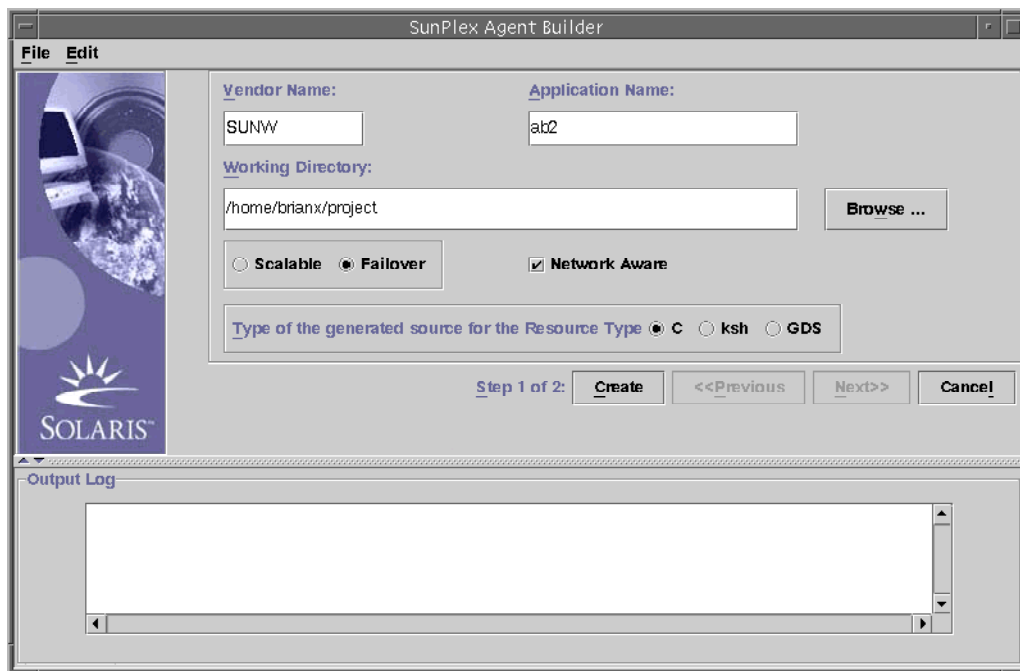 SunPlex Agent Builder
File Edit
Vendor Name: Application Name:
SUNW ab2
Working Directory:
/home/brianx/project Browse ...
Scalable Failover Network Aware
Type of the generated source for the Resource Type C ksh GDS
Step 1 of 2: Create <<Previous Next>> Cancel
SOLARIS™
Output Log